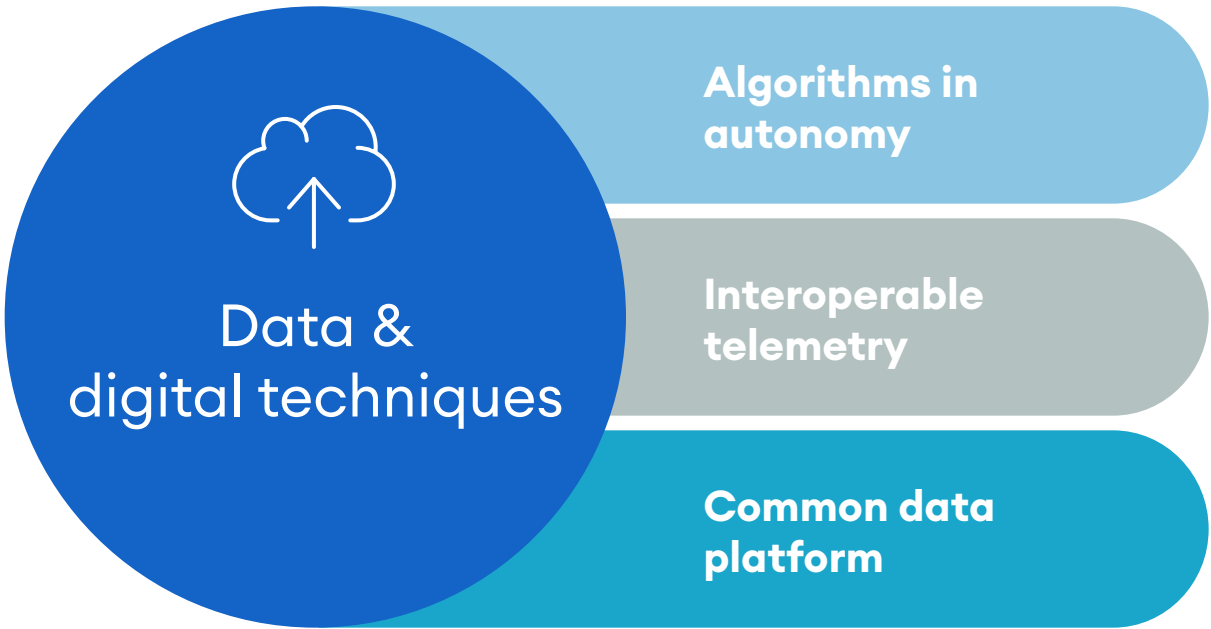 Data &
digital techniques
Algorithms in
autonomy
Interoperable
telemetry
Common data
platform